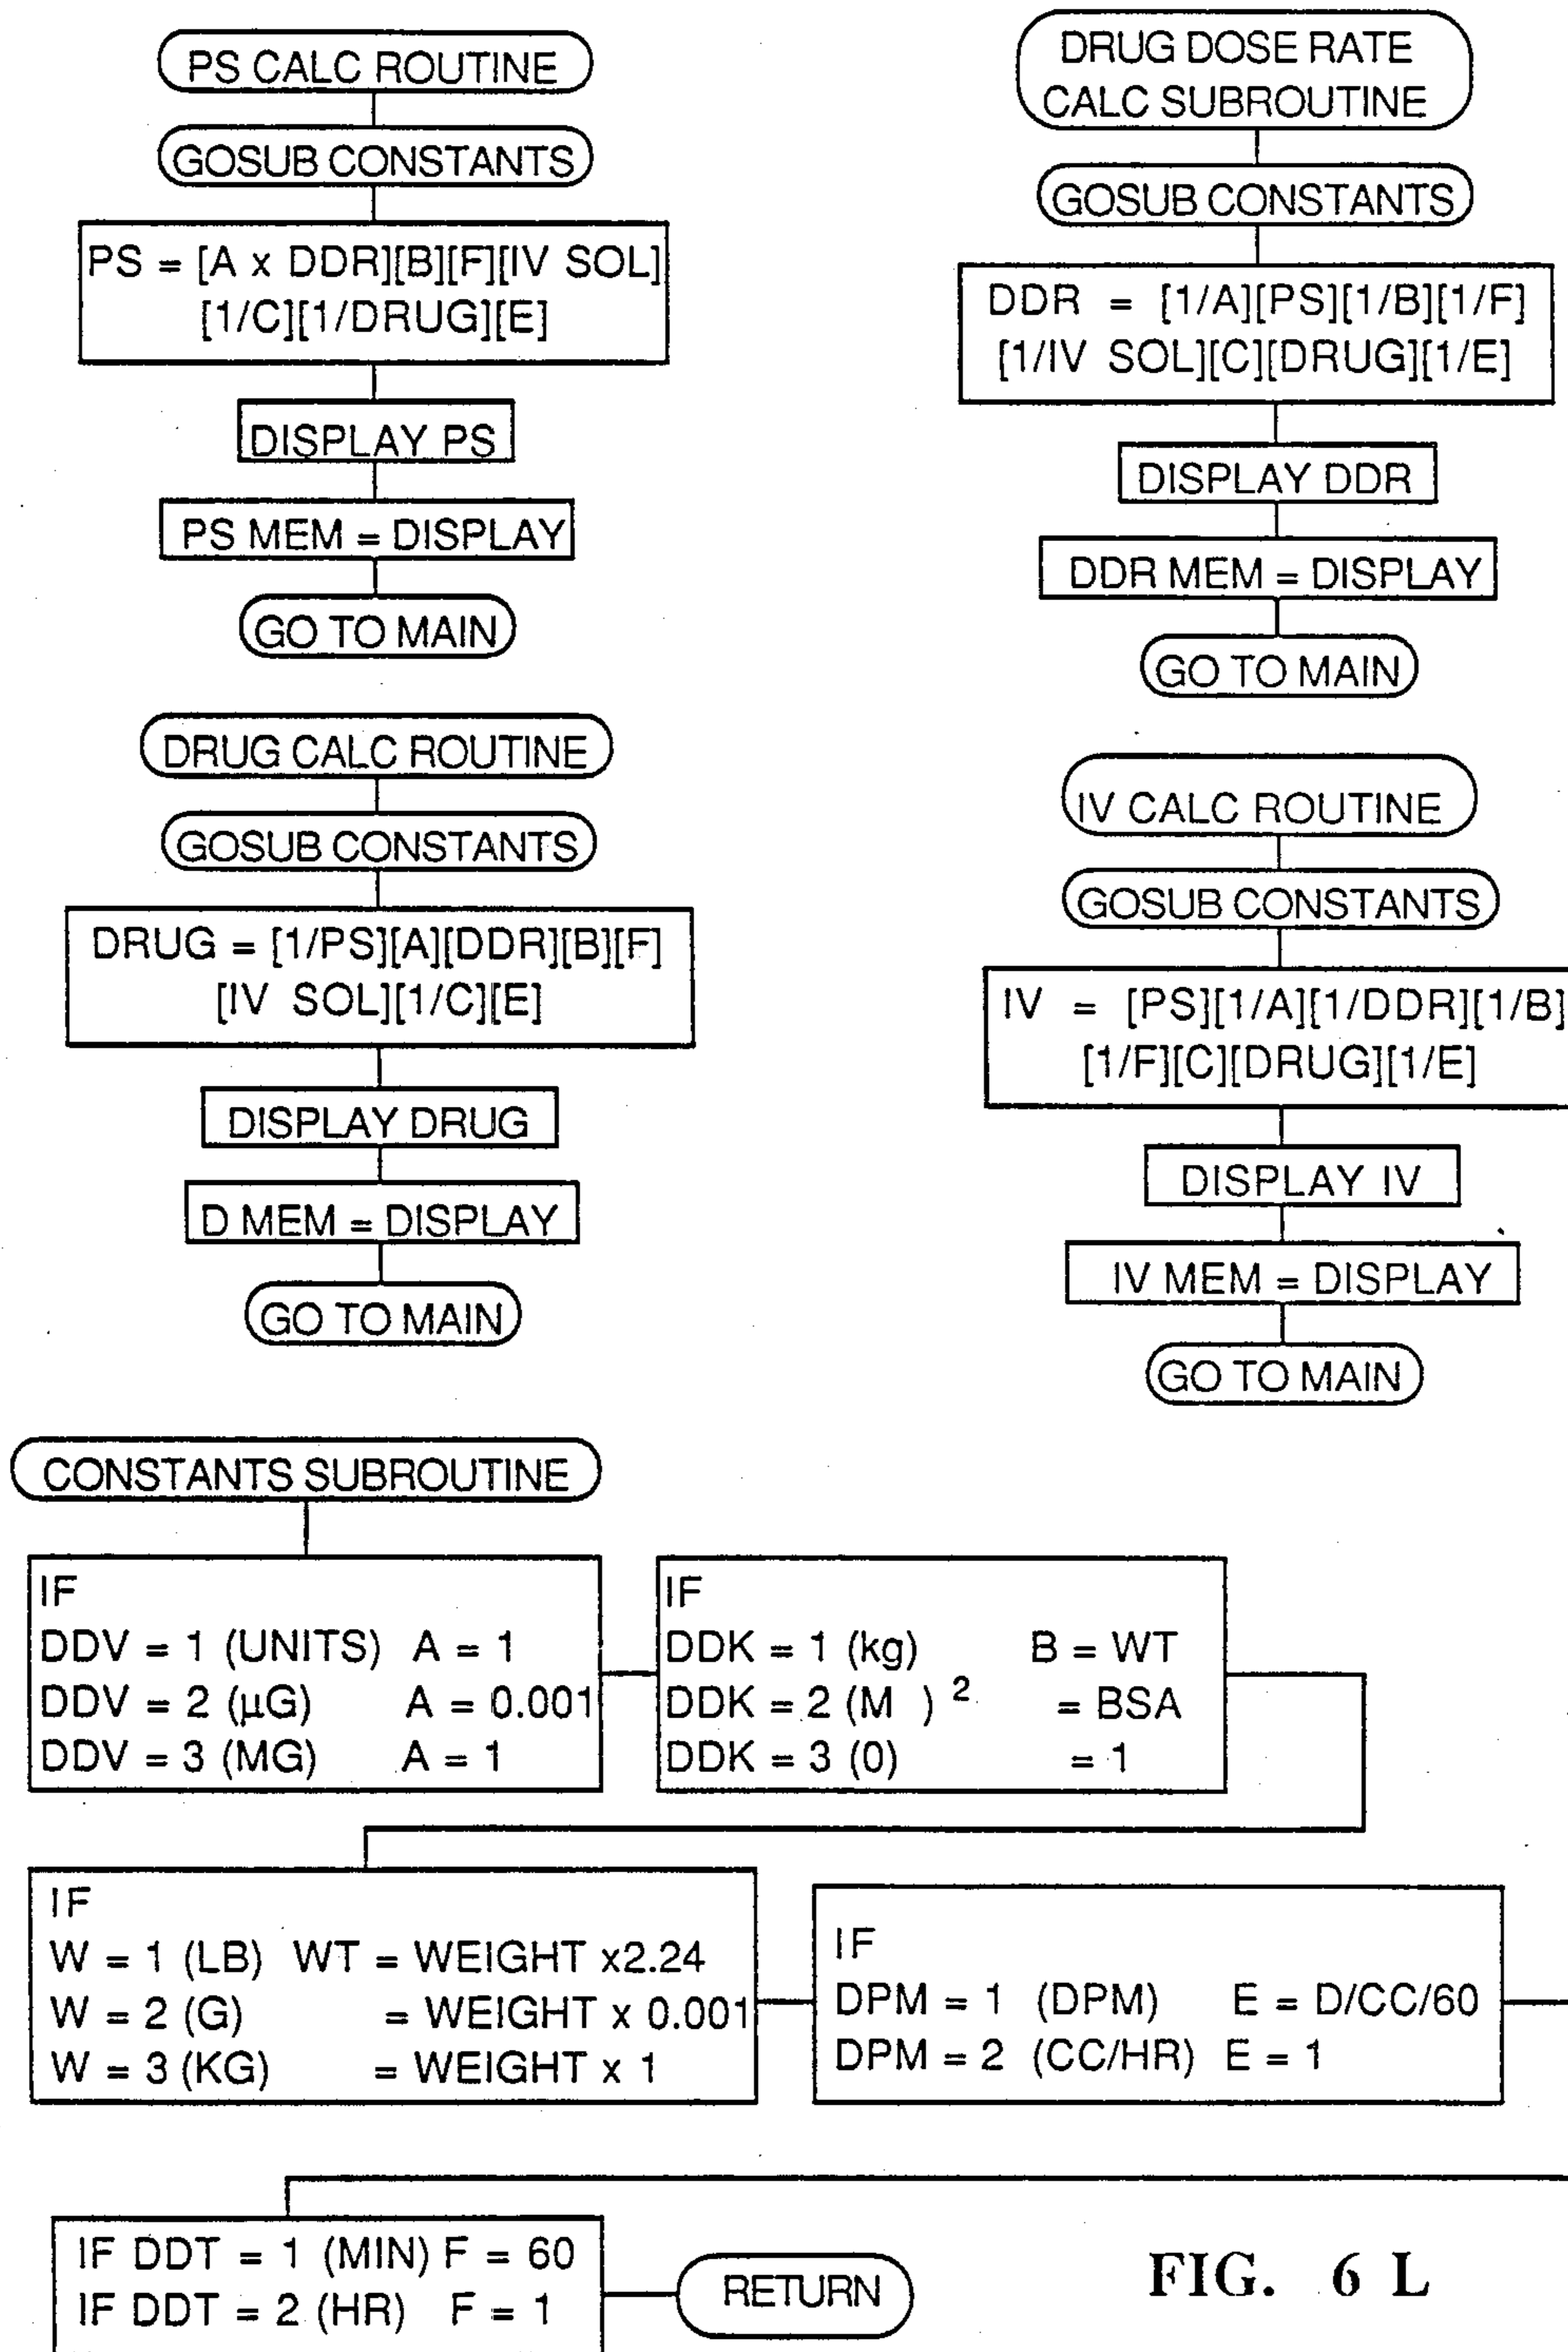 PS CALC ROUTINE
GOSUB CONSTANTS
PS = [A x DDR][B][F][IV SOL]
[1/C][1/DRUG][E]
DISPLAY PS
PS MEM = DISPLAY
GO TO MAIN
DRUG DOSE RATE
CALC SUBROUTINE
GOSUB CONSTANTS
DDR = [1/A][PS][1/B][1/F]
[1/IV SOL][C][DRUG][1/E]
DISPLAY DDR
DDR MEM = DISPLAY
GO TO MAIN
DRUG CALC ROUTINE
GOSUB CONSTANTS
DRUG = [1/PS][A][DDR][B][F]
[IV SOL][1/C][E]
DISPLAY DRUG
D MEM = DISPLAY
GO TO MAIN
IV CALC ROUTINE
GOSUB CONSTANTS
IV = [PS][1/A][1/DDR][1/B]
[1/F][C][DRUG][1/E]
DISPLAY IV
IV MEM = DISPLAY
GO TO MAIN
CONSTANTS SUBROUTINE
IF
DDV = 1 (UNITS) A = 1
DDV = 2 (µG) A = 0.001
DDV = 3 (MG) A = 1
IF
DDK = 1 (kg) B = WT
DDK = 2 (M ) ² = BSA
DDK = 3 (0) = 1
IF
W = 1 (LB) WT = WEIGHT x2.24
W = 2 (G) = WEIGHT x 0.001
W = 3 (KG) = WEIGHT x 1
IF
DPM = 1 (DPM) E = D/CC/60
DPM = 2 (CC/HR) E = 1
IF DDT = 1 (MIN) F = 60
IF DDT = 2 (HR) F = 1
RETURN
FIG. 6 L